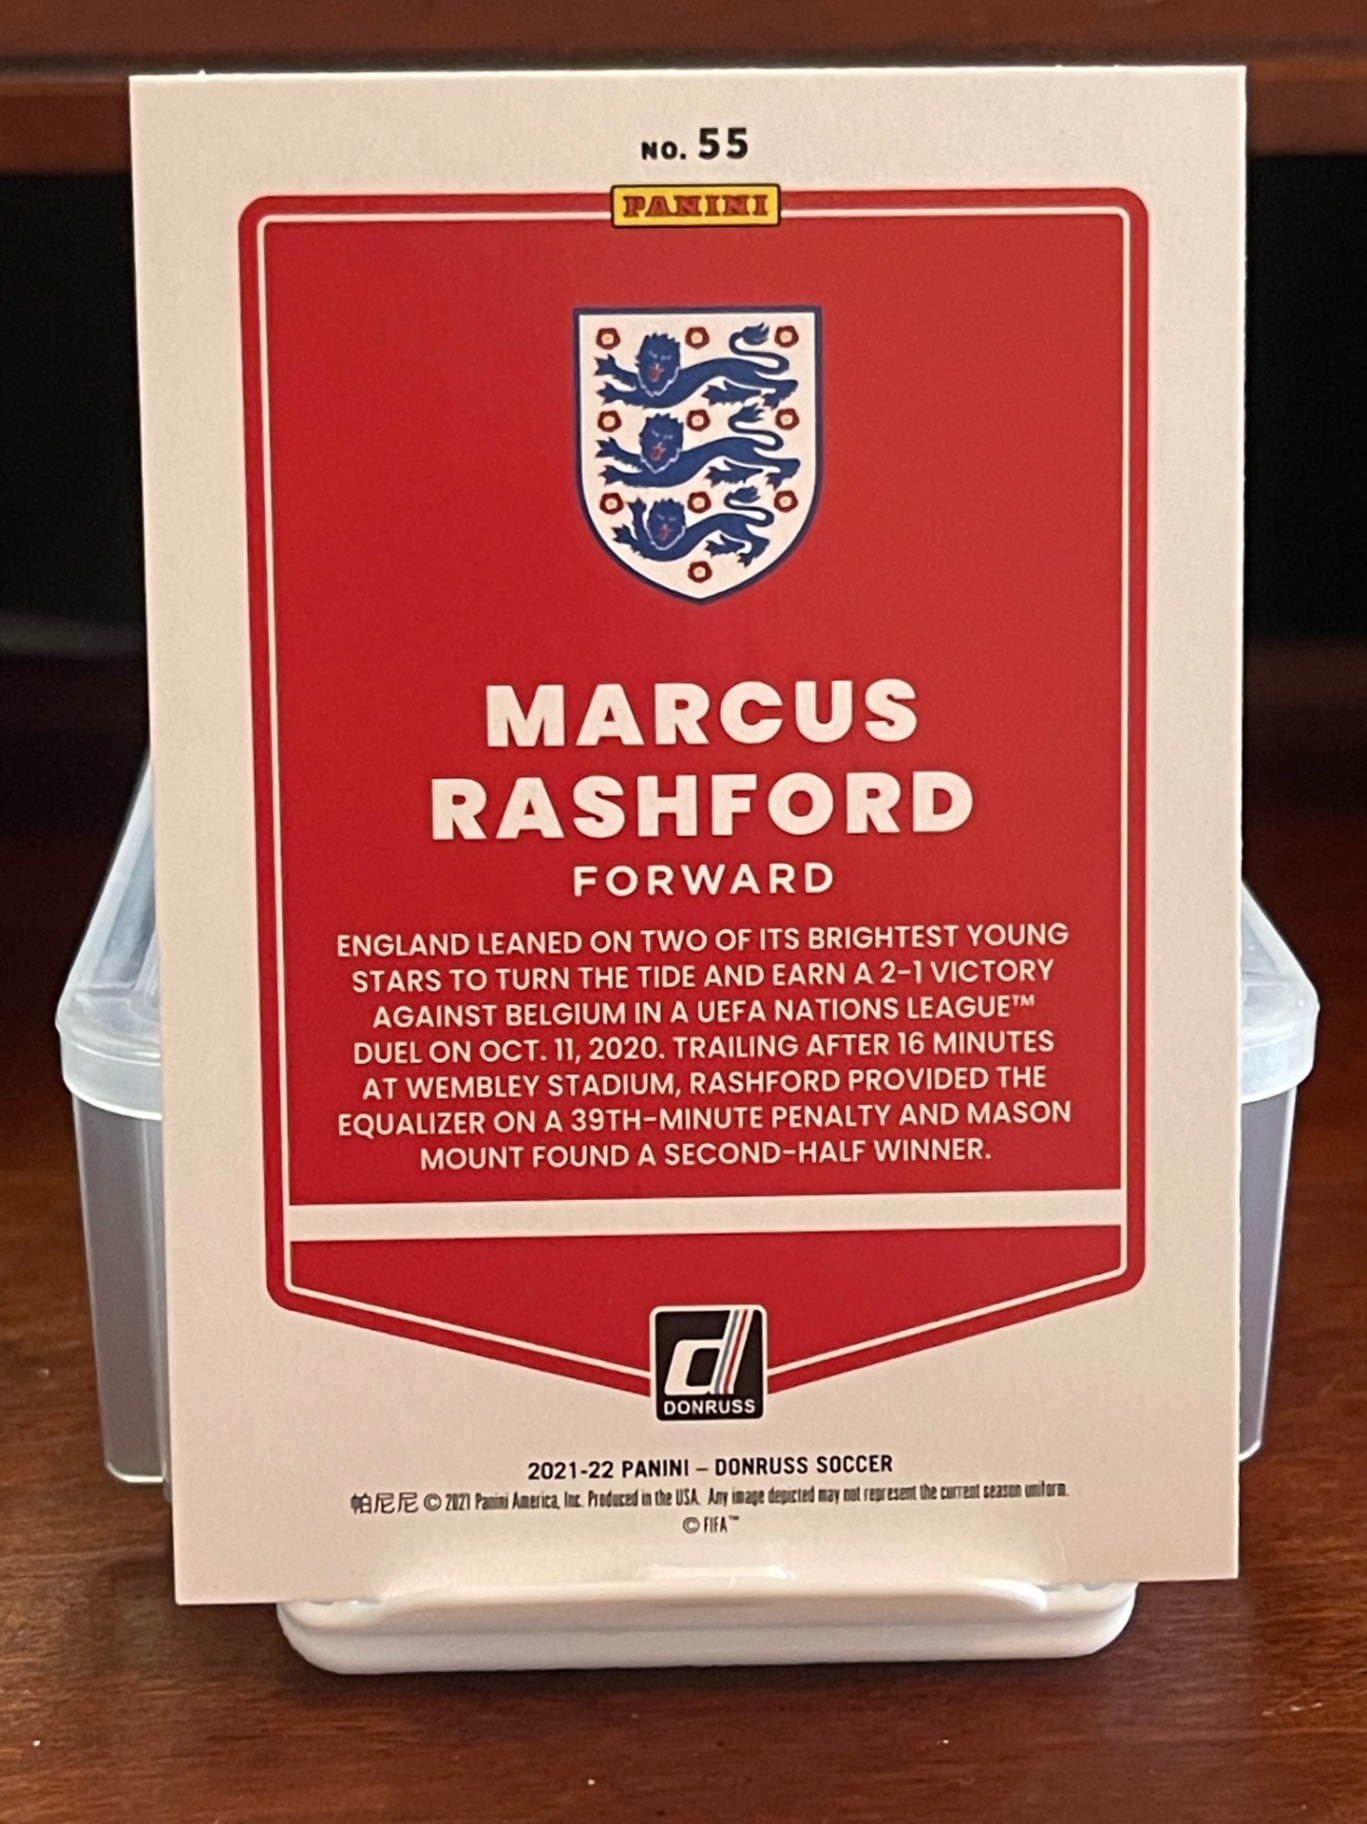 NO. 55
PANINI
MARCUS
RASHFORD
FORWARD
ENGLAND LEANED ON TWO OF ITS BRIGHTEST YOUNG
STARS TO TURN THE TIDE AND EARN A 2-1 VICTORY
AGAINST BELGIUM IN A UEFA NATIONS LEAGUE™
DUEL ON OCT. 11, 2020. TRAILING AFTER 16 MINUTES
AT WEMBLEY STADIUM, RASHFORD PROVIDED THE
EQUALIZER ON A 39TH-MINUTE PENALTY AND MASON
MOUNT FOUND A SECOND-HALF WINNER.
d
DONRUSS
2021-22 PANINI – DONRUSS SOCCER
帕尼尼 © 2021 Panini America, Inc. Produced in the USA. Any image depicted may not represent the current season uniform.
© FIFA™